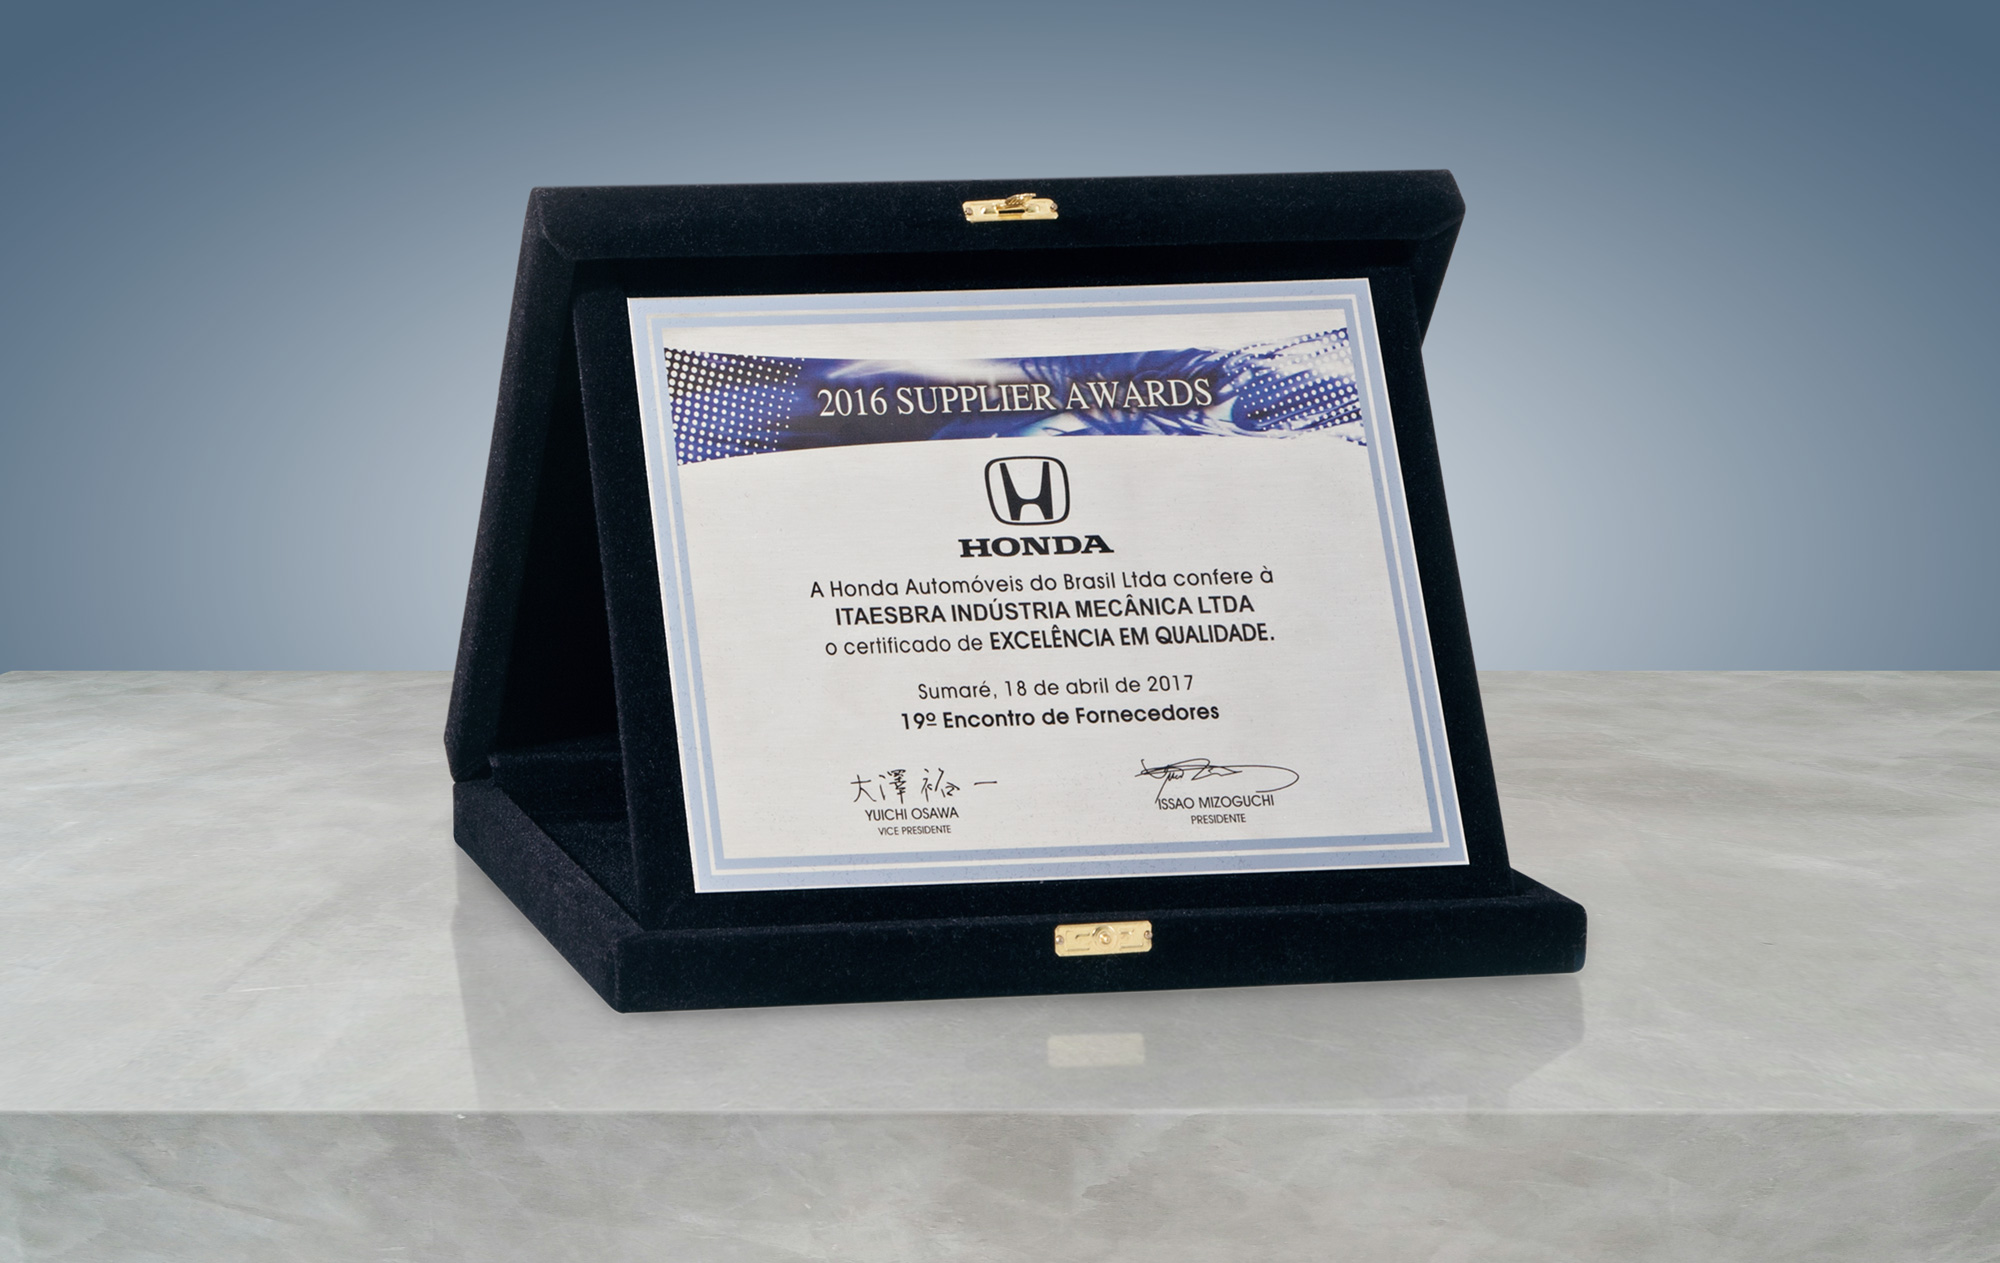 2016 SUPPLIER AWARDS
HONDA
A Honda Automóveis do Brasil Ltda confere à
ITAESBRA INDÚSTRIA MECÂNICA LTDA
o certificado de EXCELÊNCIA EM QUALIDADE.
Sumaré, 18 de abril de 2017
19º Encontro de Fornecedores
大澤 裕一
YUICHI OSAWA
VICE PRESIDENTE
ISSAO MIZOGUCHI
PRESIDENTE